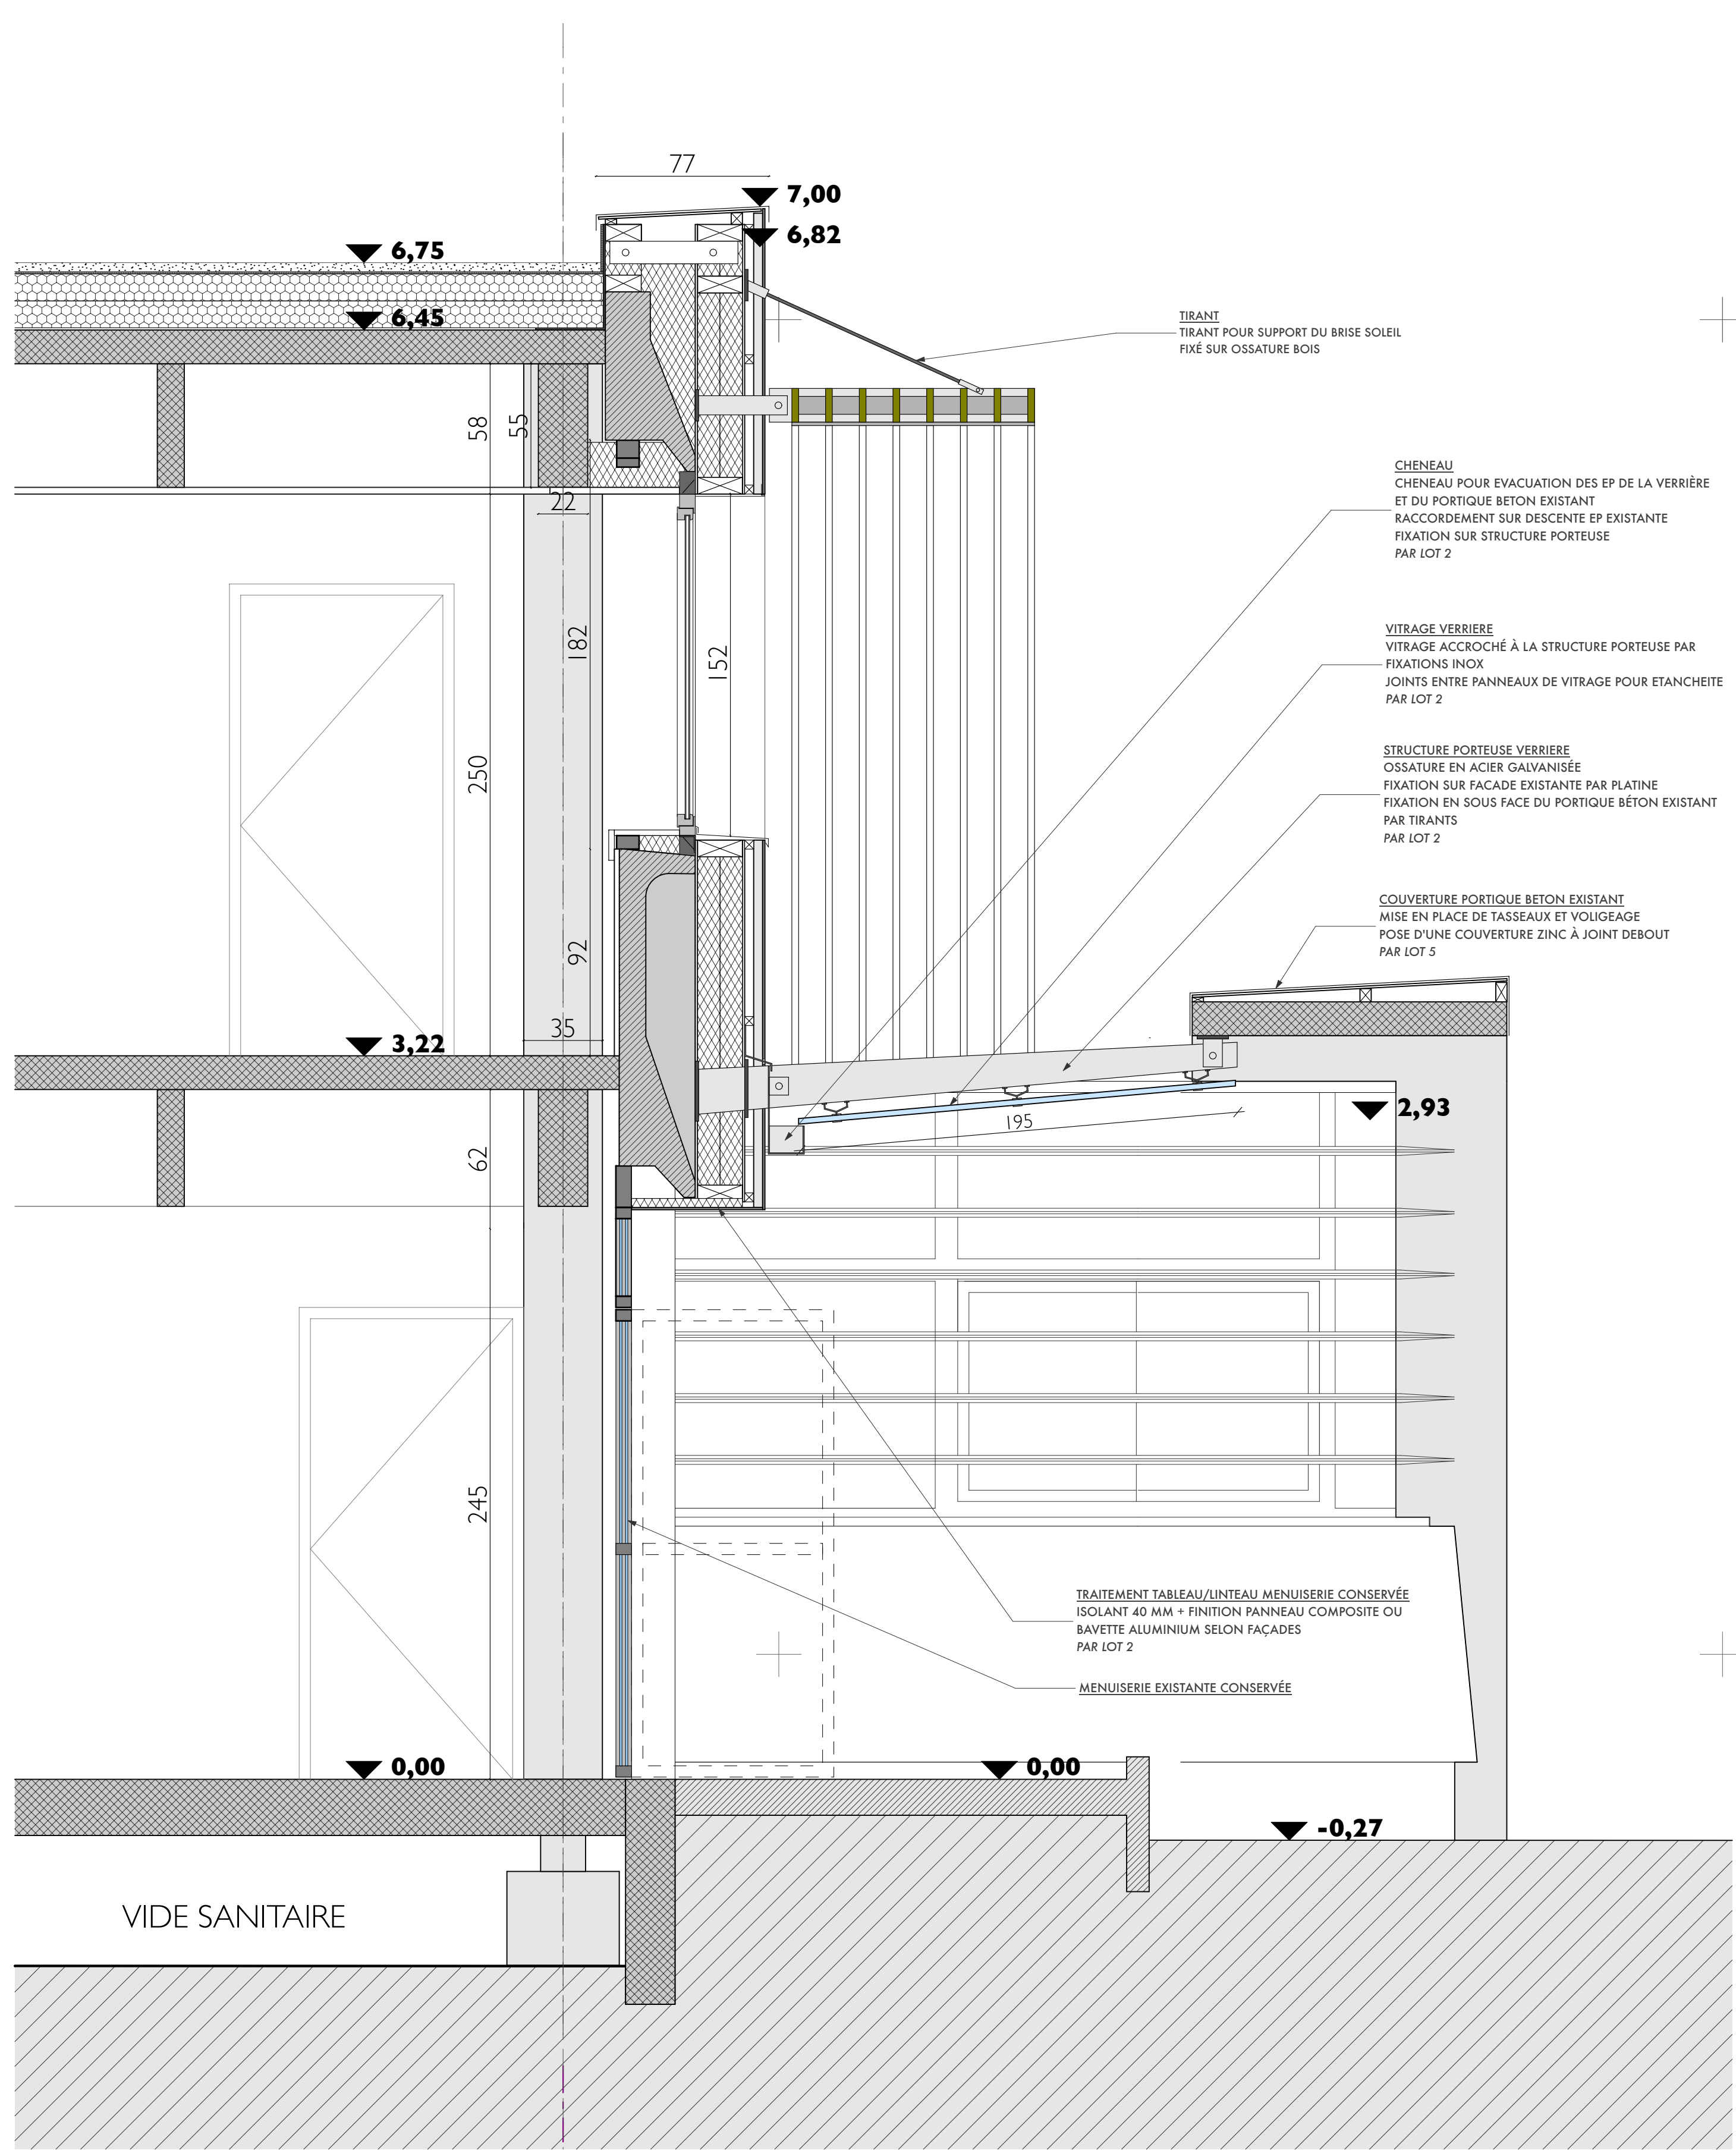 77
7,00
6,82
6,75
6,45
TIRANT
TIRANT POUR SUPPORT DU BRISE SOLEIL
FIXÉ SUR OSSATURE BOIS
58
55
22
CHENEAU
CHENEAU POUR EVACUATION DES EP DE LA VERRIÈRE
ET DU PORTIQUE BETON EXISTANT
RACCORDEMENT SUR DESCENTE EP EXISTANTE
FIXATION SUR STRUCTURE PORTEUSE
PAR LOT 2
182
152
VITRAGE VERRIERE
VITRAGE ACCROCHÉ À LA STRUCTURE PORTEUSE PAR
FIXATIONS INOX
JOINTS ENTRE PANNEAUX DE VITRAGE POUR ETANCHEITE
PAR LOT 2
250
STRUCTURE PORTEUSE VERRIERE
OSSATURE EN ACIER GALVANISÉE
FIXATION SUR FACADE EXISTANTE PAR PLATINE
FIXATION EN SOUS FACE DU PORTIQUE BÉTON EXISTANT
PAR TIRANTS
PAR LOT 2
92
COUVERTURE PORTIQUE BETON EXISTANT
MISE EN PLACE DE TASSEAUX ET VOLIGEAGE
POSE D'UNE COUVERTURE ZINC À JOINT DEBOUT
PAR LOT 5
35
3,22
2,93
195
62
245
TRAITEMENT TABLEAU/LINTEAU MENUISERIE CONSERVÉE
ISOLANT 40 MM + FINITION PANNEAU COMPOSITE OU
BAVETTE ALUMINIUM SELON FAÇADES
PAR LOT 2
MENUISERIE EXISTANTE CONSERVÉE
0,00
0,00
-0,27
VIDE SANITAIRE